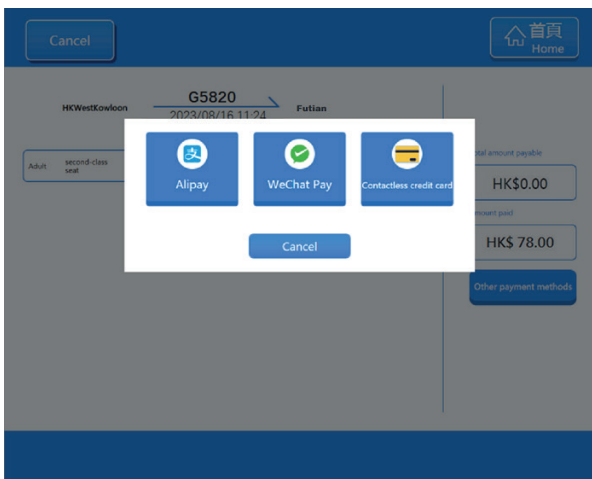 Cancel
首頁
Home
HKWestKowloon
G5820
2023/08/16 11:24
Futian
Adult
second-class
seat
Alipay
WeChat Pay
Contactless credit card
Cancel
otal amount payable
HK$0.00
mount paid
HK$ 78.00
Other payment methods